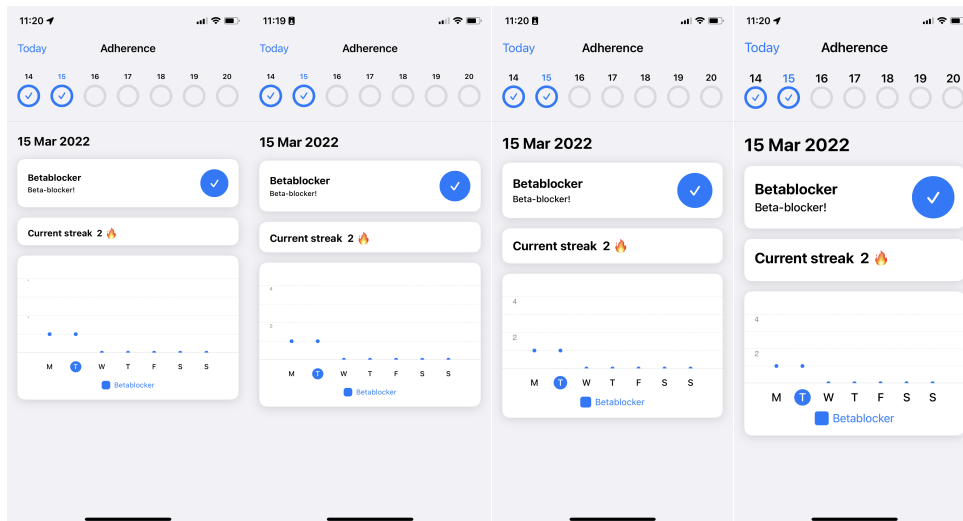 11:20
Today Adherence
14 15 16 17 18 19 20
15 Mar 2022
Betablocker
Beta-blocker!
Current streak 2 🔥
M T W T F S S
Betablocker
11:19
Today Adherence
14 15 16 17 18 19 20
15 Mar 2022
Betablocker
Beta-blocker!
Current streak 2 🔥
4
2
M T W T F S S
Betablocker
11:20
Today Adherence
14 15 16 17 18 19 20
15 Mar 2022
Betablocker
Beta-blocker!
Current streak 2 🔥
4
2
M T W T F S S
Betablocker
11:20
Today Adherence
14 15 16 17 18 19 20
15 Mar 2022
Betablocker
Beta-blocker!
Current streak 2 🔥
4
2
M T W T F S S
Betablocker